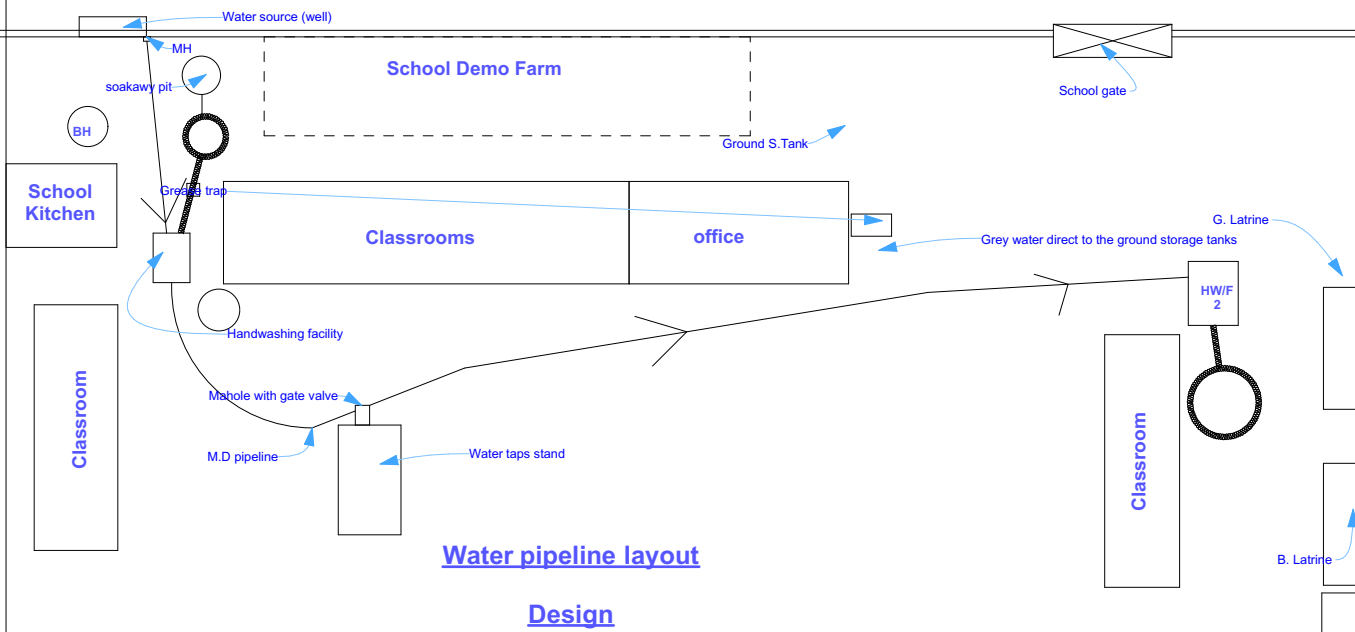 Water source (well)
MH
School Demo Farm
soakawy pit
School gate
BH
Ground S.Tank
School
Kitchen
Grease trap
Classrooms
office
G. Latrine
Grey water direct to the ground storage tanks
HW/F
2
Handwashing facility
Classroom
Mahole with gate valve
M.D pipeline
Water taps stand
Classroom
Water pipeline layout
B. Latrine
Design